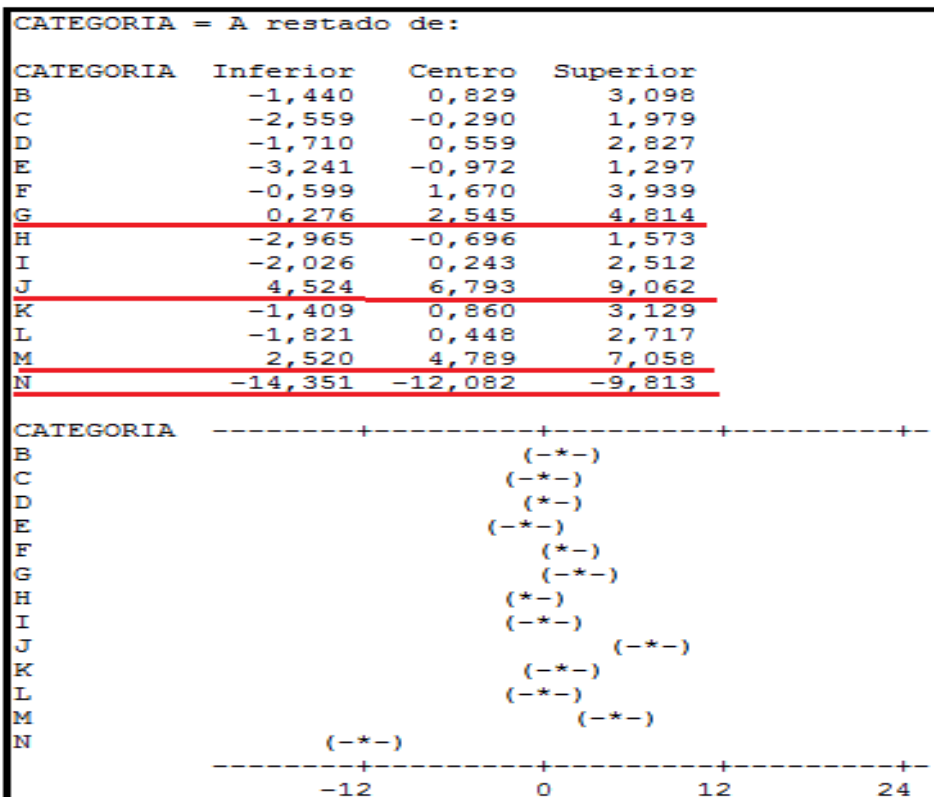 CATEGORIA = A restado de:
CATEGORIA  Inferior   Centro  Superior
B            -1,440    0,829     3,098
C            -2,559   -0,290     1,979
D            -1,710    0,559     2,827
E            -3,241   -0,972     1,297
F            -0,599    1,670     3,939
G             0,276    2,545     4,814
H            -2,965   -0,696     1,573
I            -2,026    0,243     2,512
J             4,524    6,793     9,062
K            -1,409    0,860     3,129
L            -1,821    0,448     2,717
M             2,520    4,789     7,058
N           -14,351  -12,082    -9,813
CATEGORIA  --------+---------+---------+---------+-
B                            (-*-)
C                           (-*-)
D                            (*-)
E                          (-*-)
F                             (*-)
G                             (-*-)
H                           (*-)
I                           (-*-)
J                                 (-*-)
K                            (-*-)
L                           (-*-)
M                               (-*-)
N                 (-*-)
           --------+---------+---------+---------+-
                 -12         0        12        24